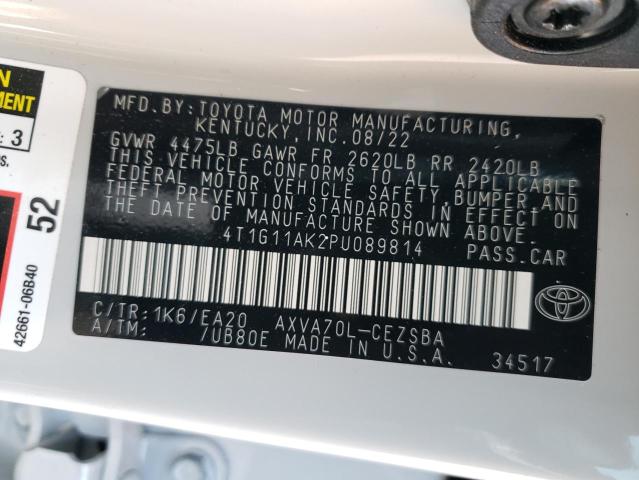 N
MENT
: 3
S.
52
42661-06B40
MFD.BY:TOYOTA MOTOR MANUFACTURING,
KENTUCKY, INC. 08/22
GVWR 4475LB GAWR FR 2620LB RR 2420LB
THIS VEHICLE CONFORMS TO ALL APPLICABLE
FEDERAL MOTOR VEHICLE SAFETY, BUMPER AND
THEFT PREVENTION STANDARDS IN EFFECT ON
THE DATE OF MANUFACTURE SHOWN ABOVE.
4T1G11AK2PU089814 PASS.CAR
C/TR: 1K6/EA20 AXVA70L-CEZSBA
A/TM: /UB80E MADE IN U.S.A. 34517